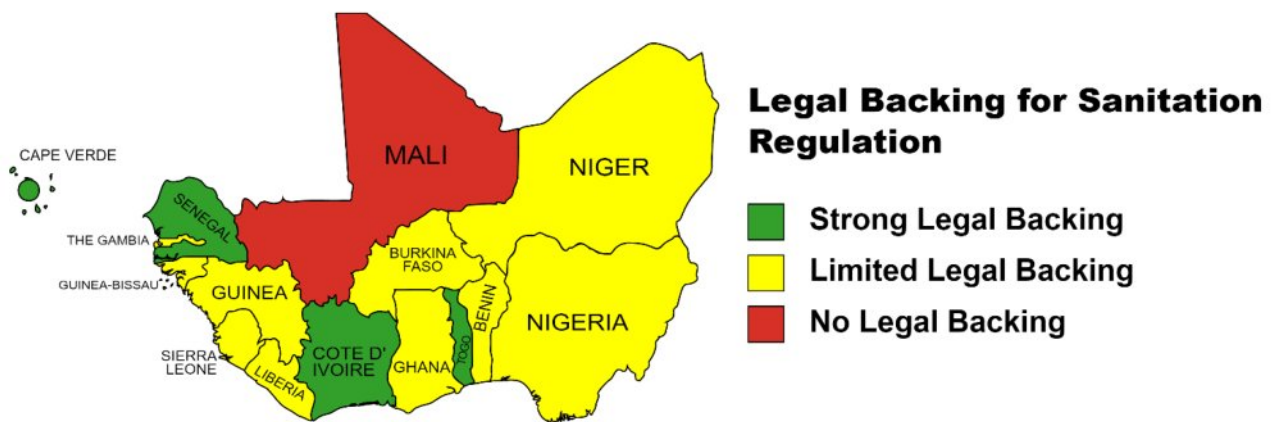 Legal Backing for Sanitation
Regulation
Strong Legal Backing
Limited Legal Backing
No Legal Backing
CAPE VERDE
MALI
NIGER
SENEGAL
THE GAMBIA
BURKINA
FASO
GUINEA-BISSAU
GUINEA
BENIN
NIGERIA
SIERRA
LEONE
LIBERIA
COTE D'
IVOIRE
GHANA
TOGO